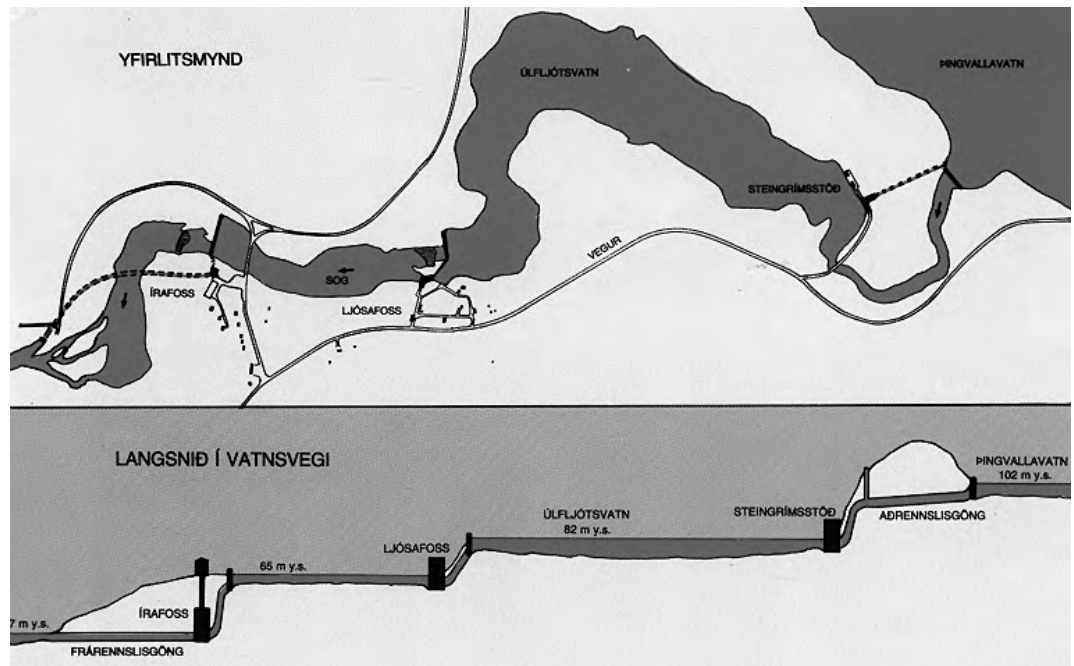 YFIRLITSMYND
ÚLFLJÓTSVATN
ÞINGVALLAVATN
STEINGRÍMSSTÖÐ
VEGUR
SOG
ÍRAFOSS
LJÓSAFOSS
LANGSNIÐ Í VATNSVEGI
ÞINGVALLAVATN
102 m y.s.
AÐRENNSLISGÖNG
STEINGRÍMSSTÖÐ
ÚLFLJÓTSVATN
82 m y.s.
LJÓSAFOSS
65 m y.s.
ÍRAFOSS
7 m y.s.
FRÁRENNSLISGÖNG